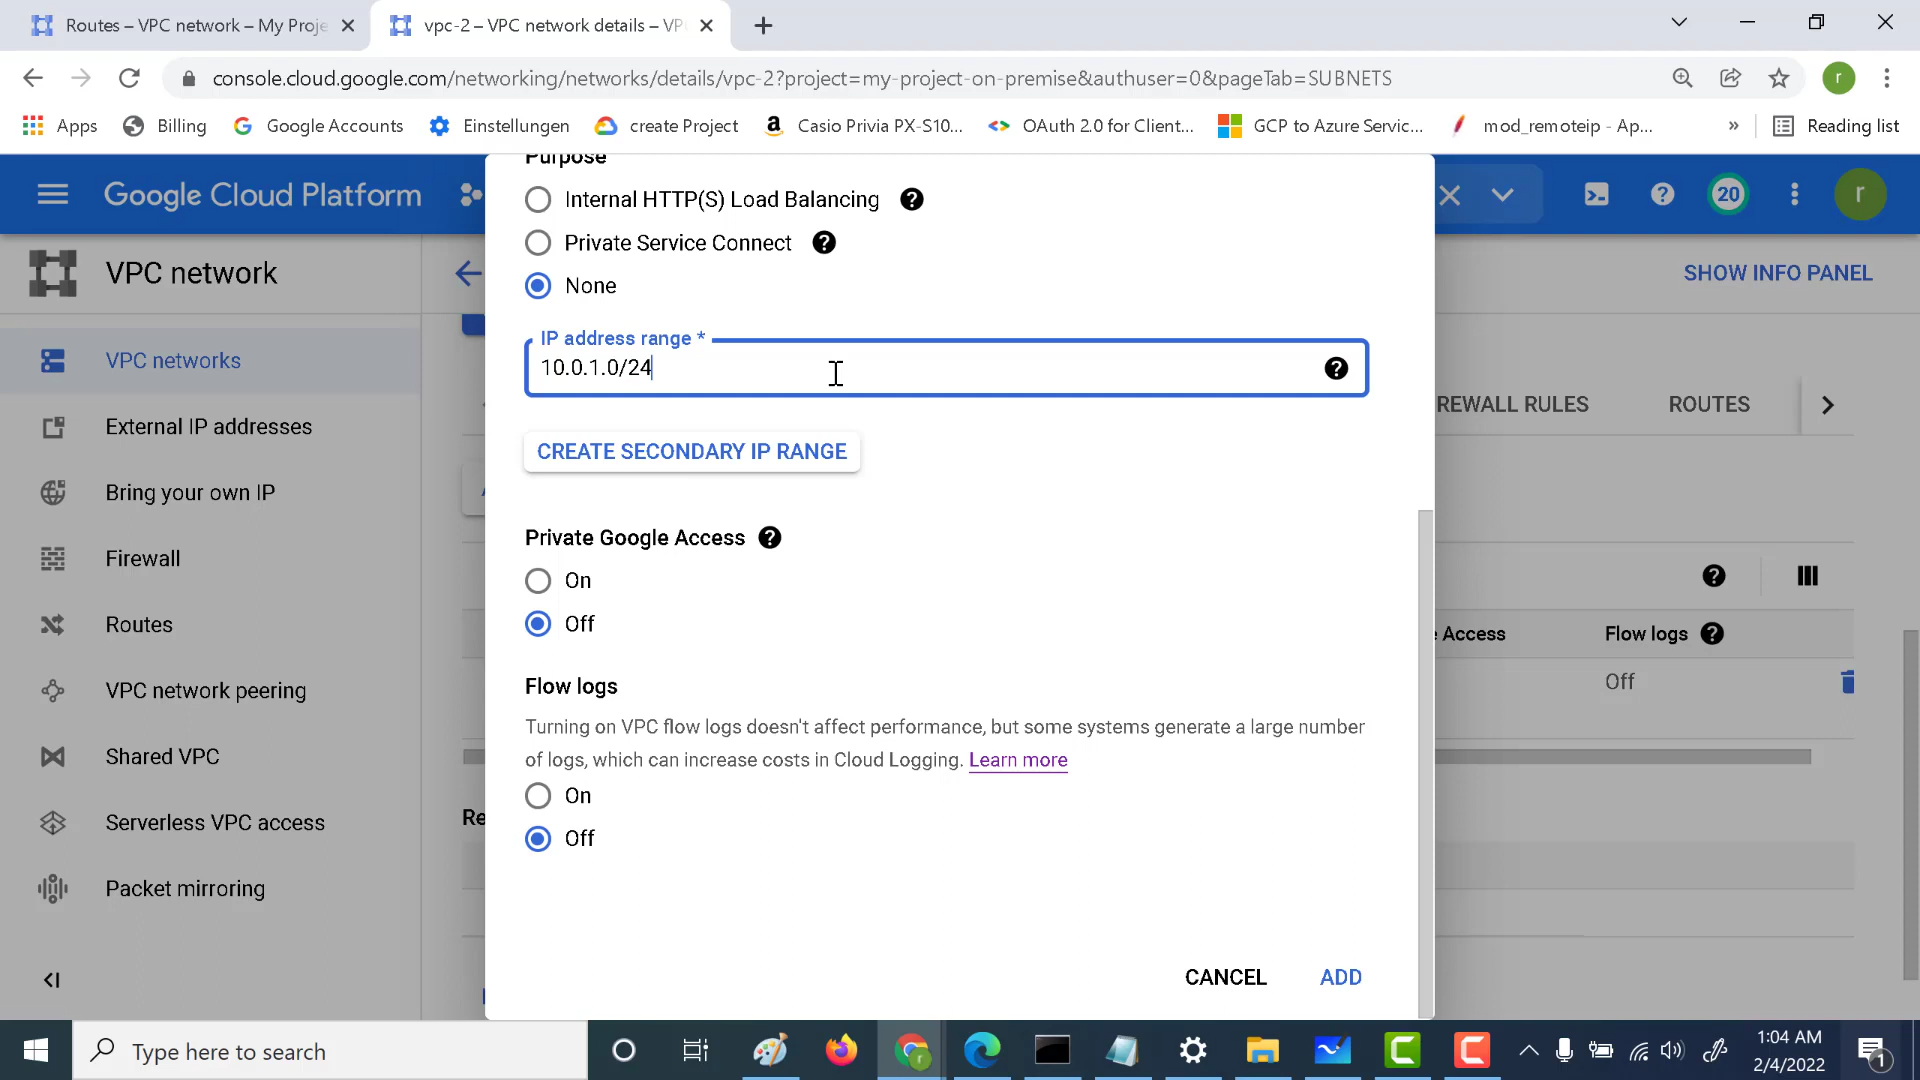 Routes – VPC network – My Proje
vpc-2 – VPC network details – VP
console.cloud.google.com/networking/networks/details/vpc-2?project=my-project-on-premise&authuser=0&pageTab=SUBNETS
r
Apps
Billing
Google Accounts
Einstellungen
create Project
Casio Privia PX-S10...
OAuth 2.0 for Client...
GCP to Azure Servic...
mod_remoteip - Ap...
»
Reading list
Google Cloud Platform
20
r
VPC network
SHOW INFO PANEL
VPC networks
External IP addresses
Bring your own IP
Firewall
Routes
VPC network peering
Shared VPC
Serverless VPC access
Packet mirroring
Purpose
Internal HTTP(S) Load Balancing
Private Service Connect
None
IP address range *
10.0.1.0/24
CREATE SECONDARY IP RANGE
Private Google Access
On
Off
Flow logs
Turning on VPC flow logs doesn't affect performance, but some systems generate a large number
of logs, which can increase costs in Cloud Logging. Learn more
On
Off
CANCEL
ADD
REWALL RULES
ROUTES
Access
Flow logs
Off
Re
Type here to search
1:04 AM
2/4/2022
1